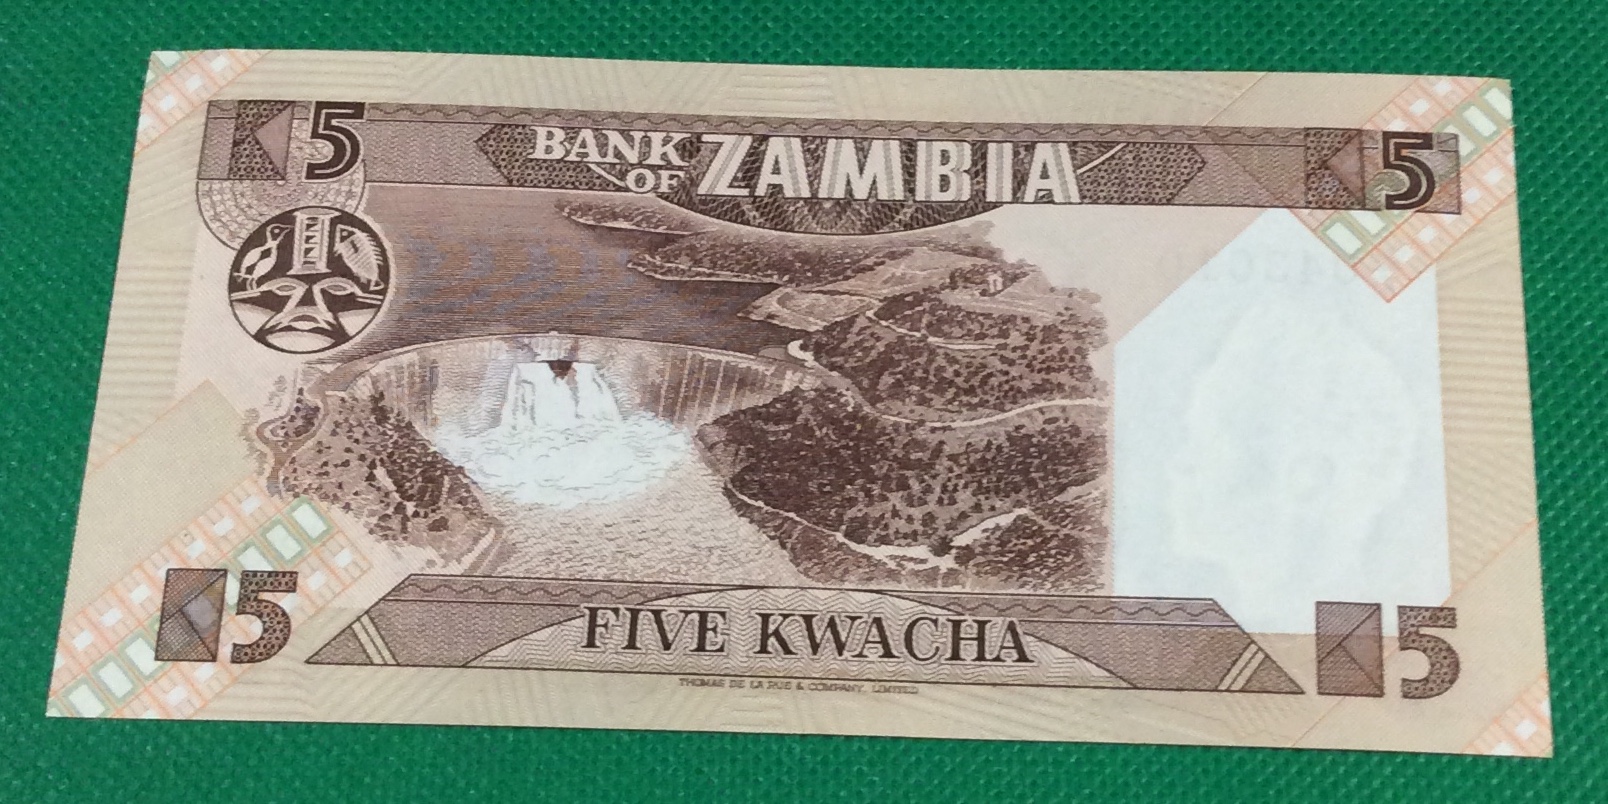 5 BANK OF ZAMBIA 5
5 FIVE KWACHA 5
THOMAS DE LA RUE & COMPANY, LIMITED